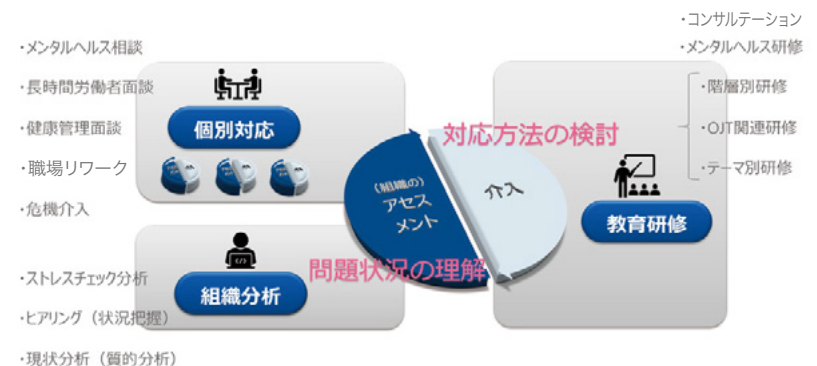 ・メンタルヘルス相談
・長時間労働者面談
・健康管理面談
・職場リワーク
・危機介入
個別対応
・ストレスチェック分析
・ヒアリング（状況把握）
・現状分析（質的分析）
組織分析
（組織の）
アセス
メント
問題状況の理解
介入
対応方法の検討
・コンサルテーション
・メンタルヘルス研修
・階層別研修
・OJT関連研修
・テーマ別研修
教育研修